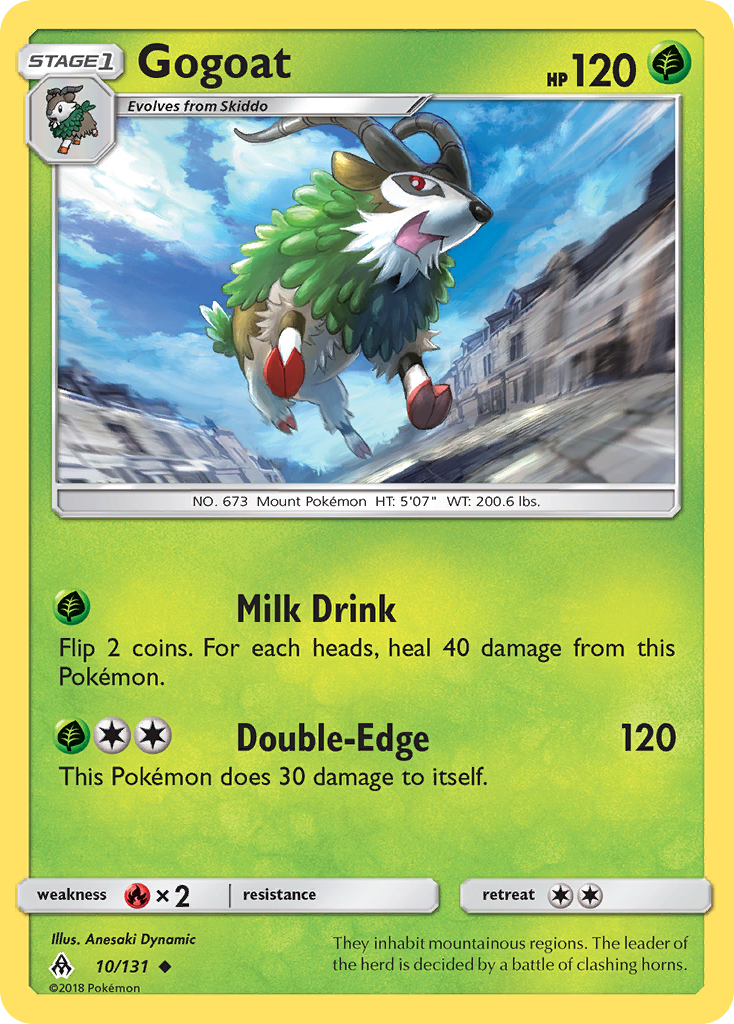 STAGE1
Gogoat
HP 120
Evolves from Skiddo
NO. 673 Mount Pokémon HT: 5'07" WT: 200.6 lbs.
Milk Drink
Flip 2 coins. For each heads, heal 40 damage from this
Pokémon.
Double-Edge 120
This Pokémon does 30 damage to itself.
weakness × 2 resistance retreat
Illus. Anesaki Dynamic
10/131
©2018 Pokémon
They inhabit mountainous regions. The leader of
the herd is decided by a battle of clashing horns.